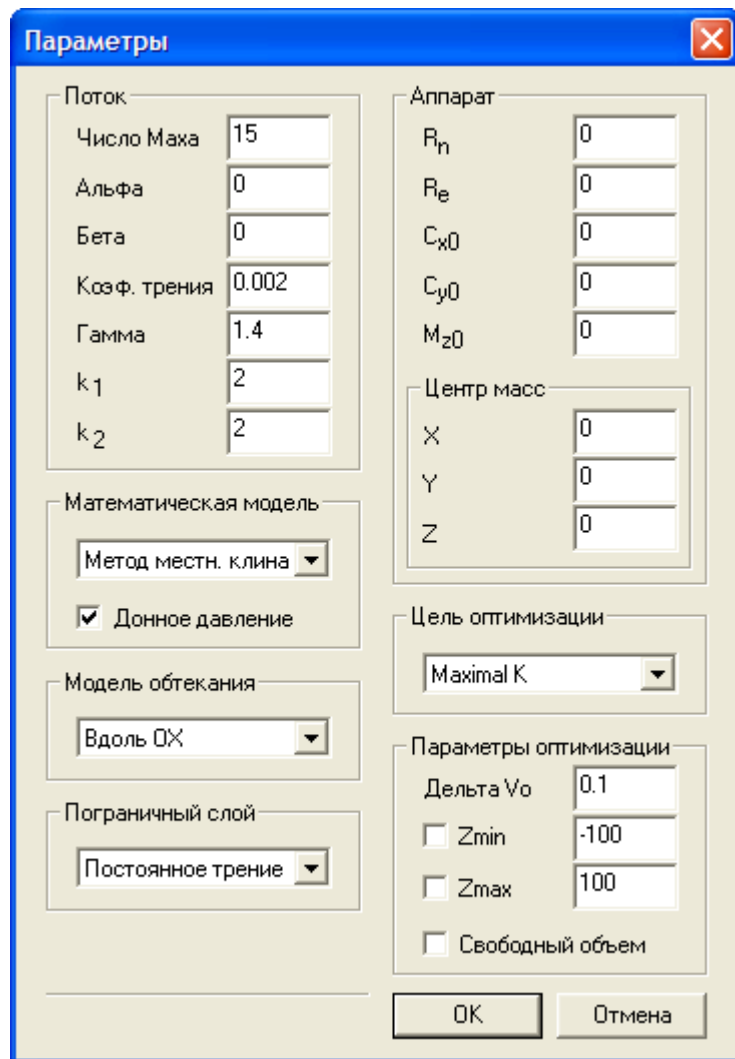 Параметры
Поток
Число Маха 15
Альфа 0
Бета 0
Коэф. трения 0.002
Гамма 1.4
k1 2
k2 2
Математическая модель
Метод местн. клина
Донное давление
Модель обтекания
Вдоль OX
Пограничный слой
Постоянное трение
Аппарат
Rn 0
Re 0
Cx0 0
Cy0 0
Mz0 0
Центр масс
X 0
Y 0
Z 0
Цель оптимизации
Maximal K
Параметры оптимизации
Дельта Vo 0.1
Zmin -100
Zmax 100
Свободный объем
OK Отмена